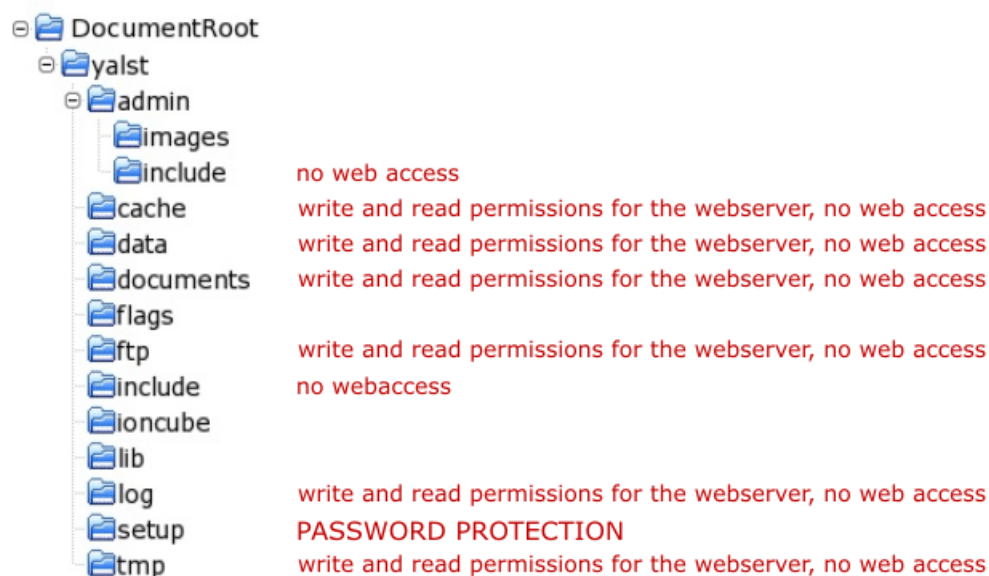 DocumentRoot
yalst
admin
images
include no web access
cache write and read permissions for the webserver, no web access
data write and read permissions for the webserver, no web access
documents write and read permissions for the webserver, no web access
flags
ftp write and read permissions for the webserver, no web access
include no webaccess
ioncube
lib
log write and read permissions for the webserver, no web access
setup PASSWORD PROTECTION
tmp write and read permissions for the webserver, no web access